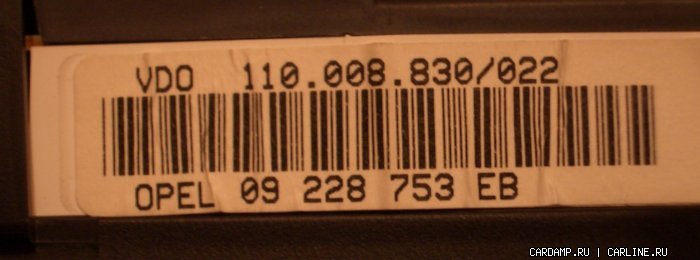 VDO 110.008.830/022
OPEL 09 228 753 EB
CARDAMP.RU | CARLINE.RU